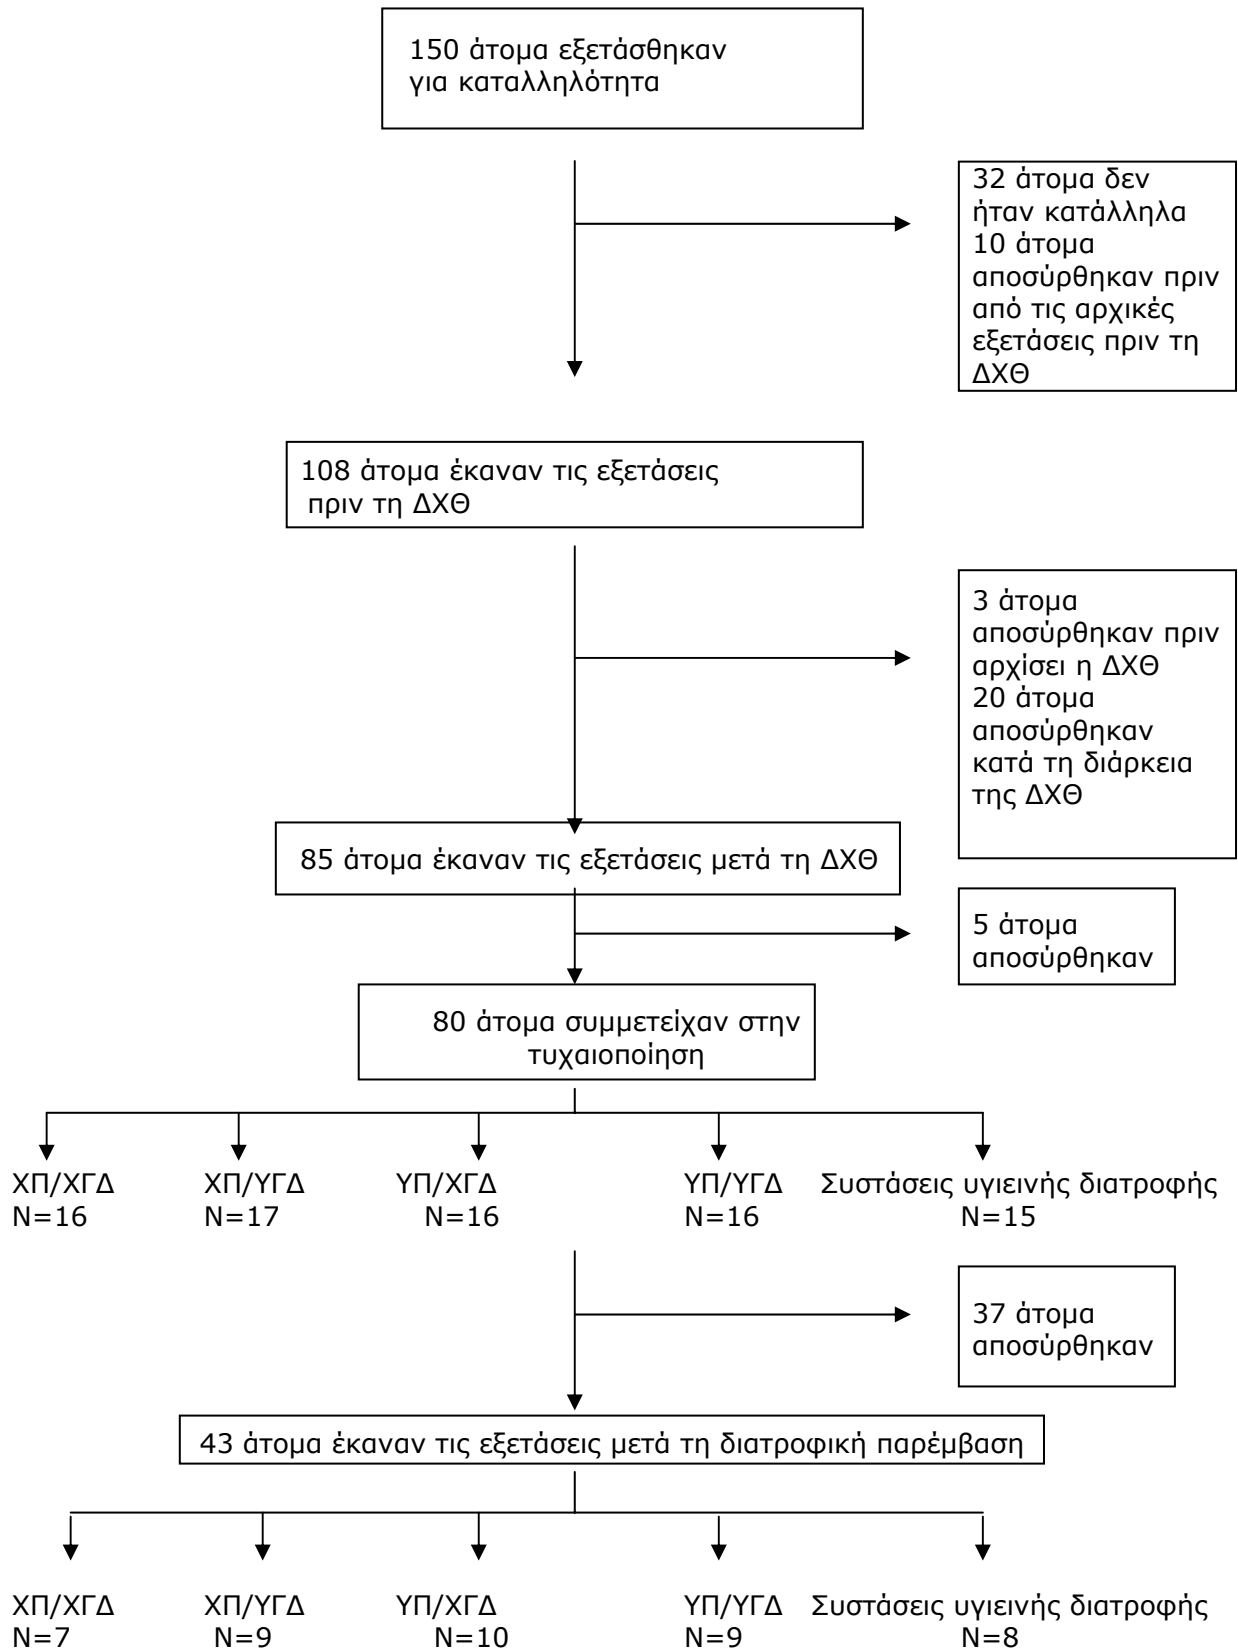 150 άτομα εξετάσθηκαν
για καταλληλότητα
32 άτομα δεν
ήταν κατάλληλα
10 άτομα
αποσύρθηκαν πριν
από τις αρχικές
εξετάσεις πριν τη
ΔΧΘ
108 άτομα έκαναν τις εξετάσεις
πριν τη ΔΧΘ
3 άτομα
αποσύρθηκαν πριν
αρχίσει η ΔΧΘ
20 άτομα
αποσύρθηκαν
κατά τη διάρκεια
της ΔΧΘ
85 άτομα έκαναν τις εξετάσεις μετά τη ΔΧΘ
5 άτομα
αποσύρθηκαν
80 άτομα συμμετείχαν στην
τυχαιοποίηση
ΧΠ/ΧΓΔ ΧΠ/ΥΓΔ ΥΠ/ΧΓΔ ΥΠ/ΥΓΔ Συστάσεις υγιεινής διατροφής
Ν=16 Ν=17 Ν=16 Ν=16 Ν=15
37 άτομα
αποσύρθηκαν
43 άτομα έκαναν τις εξετάσεις μετά τη διατροφική παρέμβαση
ΧΠ/ΧΓΔ ΧΠ/ΥΓΔ ΥΠ/ΧΓΔ ΥΠ/ΥΓΔ Συστάσεις υγιεινής διατροφής
Ν=7 Ν=9 Ν=10 Ν=9 Ν=8